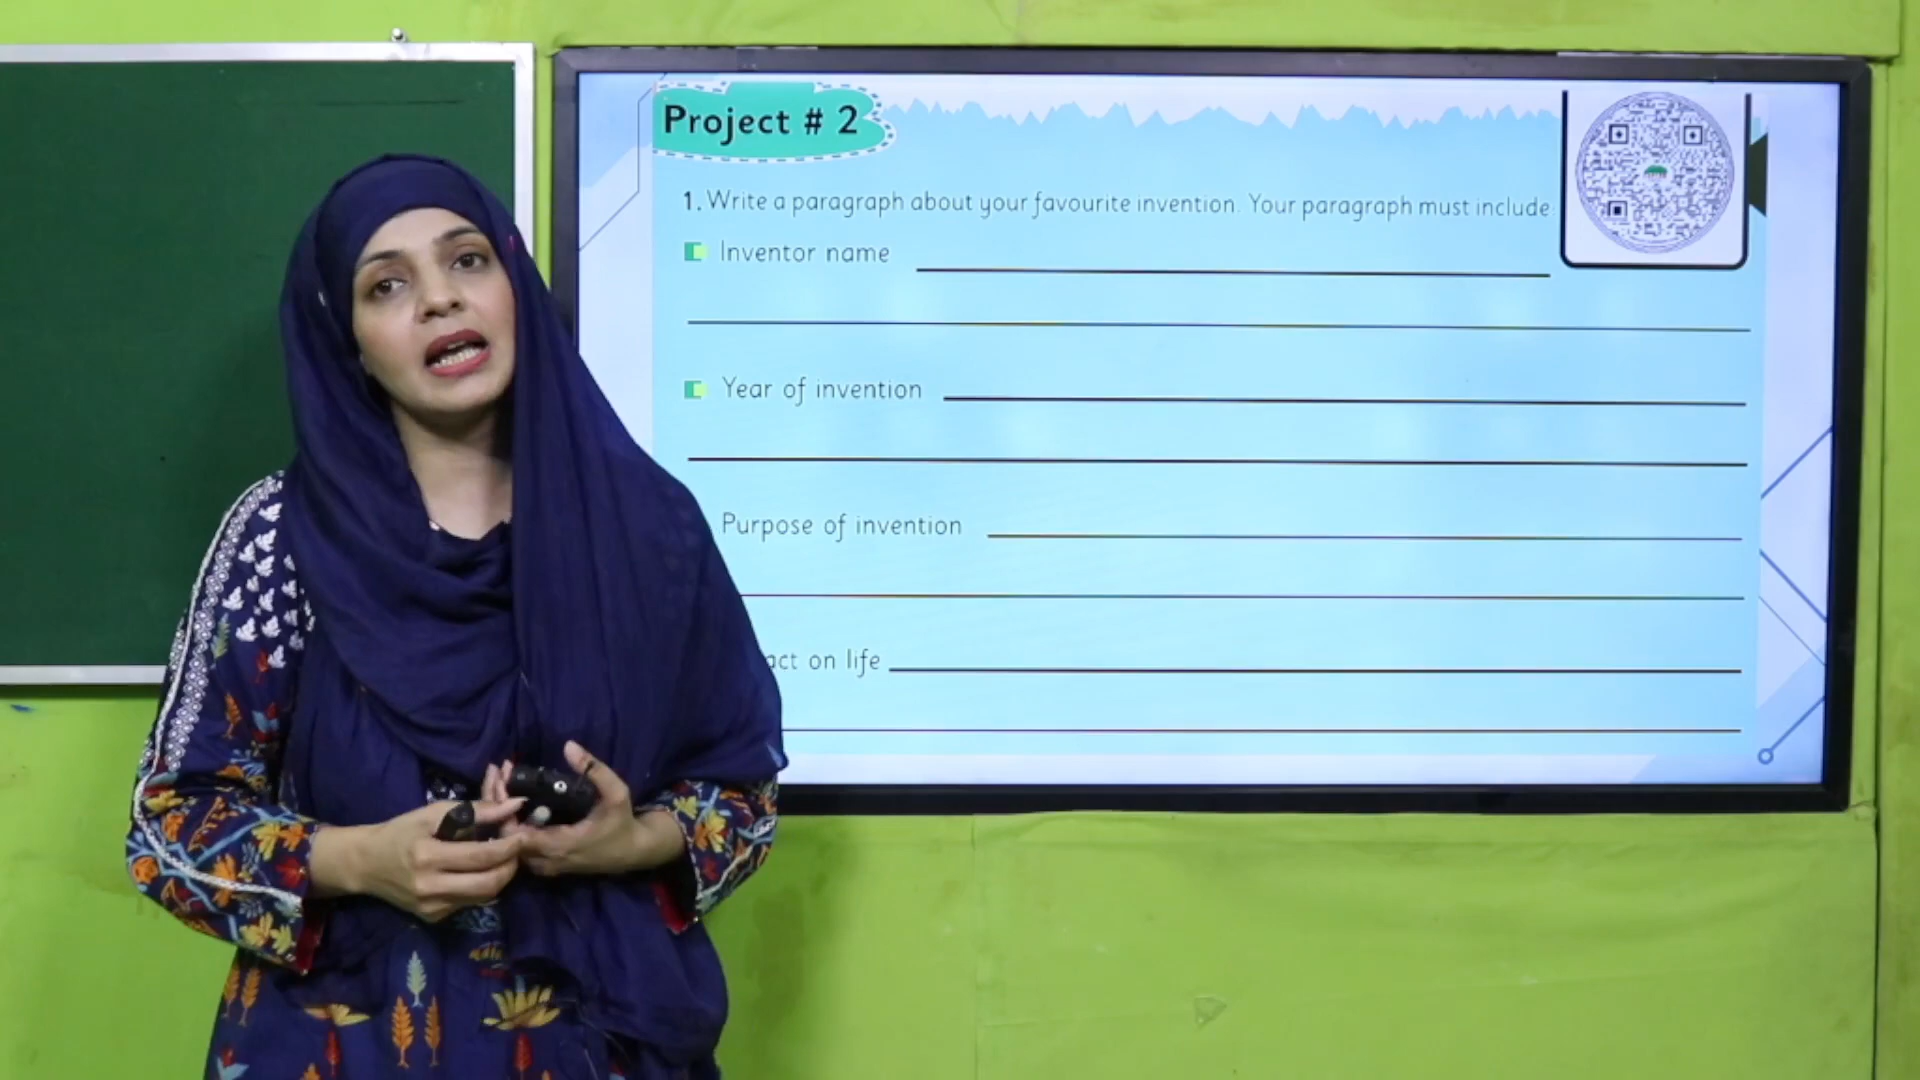 Project # 2
1. Write a paragraph about your favourite invention. Your paragraph must include:
Inventor name
Year of invention
Purpose of invention
act on life